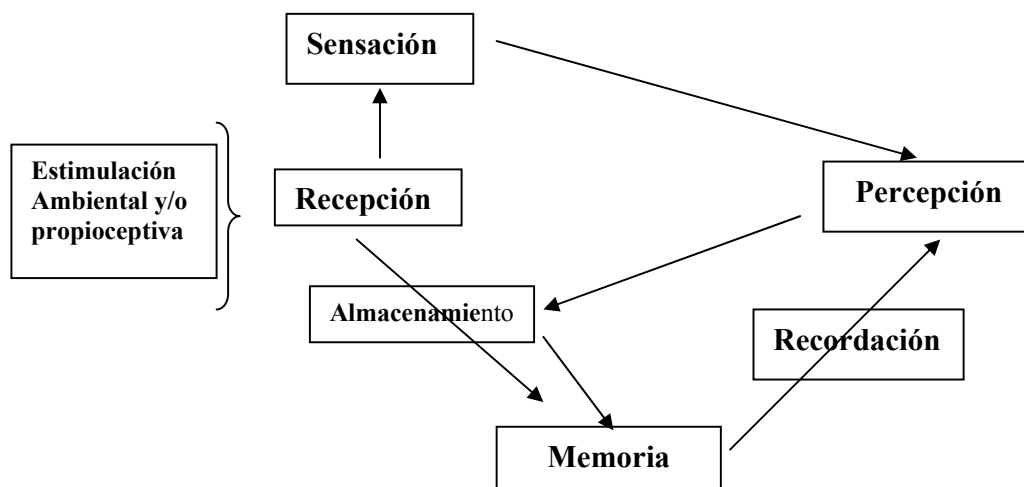 Sensación
Estimulación
Ambiental y/o
propioceptiva
Recepción
Percepción
Almacenamiento
Recordación
Memoria